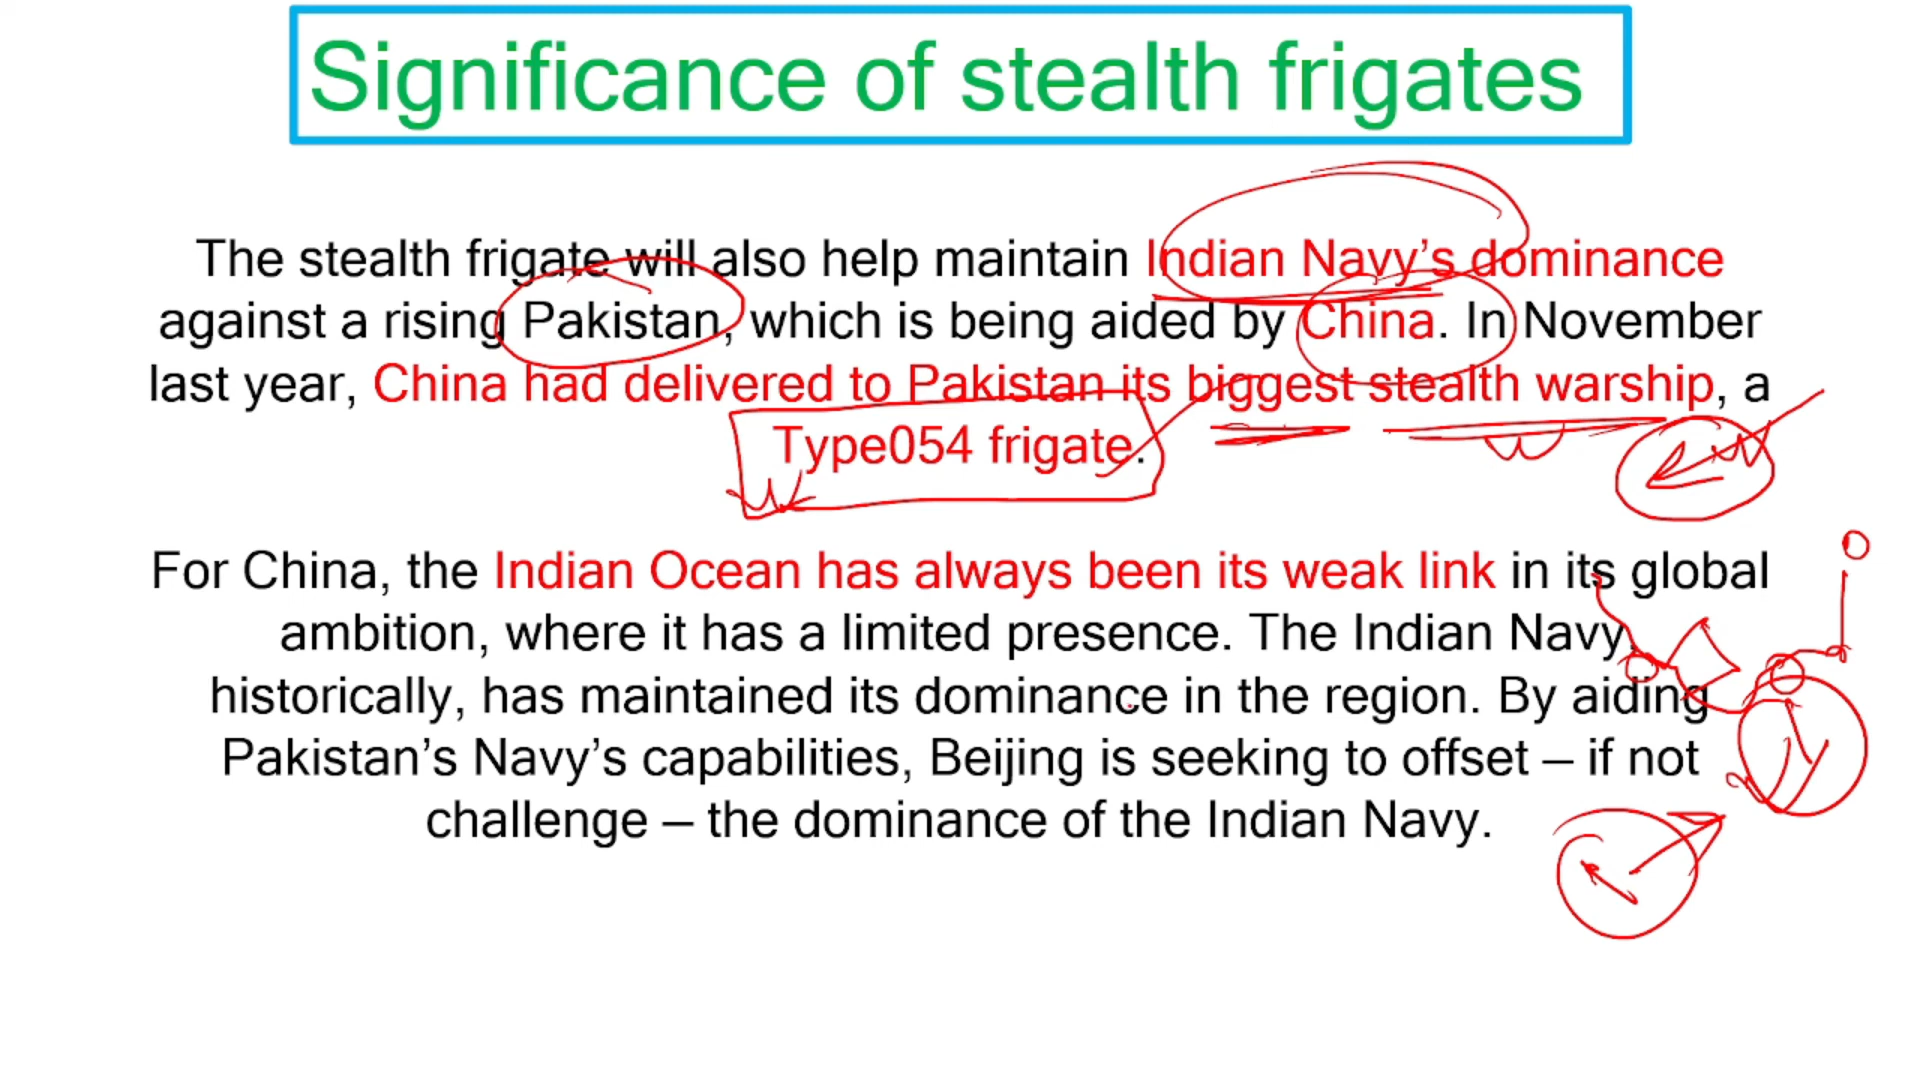 Significance of stealth frigates
The stealth frigate will also help maintain Indian Navy’s dominance
against a rising Pakistan, which is being aided by China. In November
last year, China had delivered to Pakistan its biggest stealth warship, a
Type054 frigate.
For China, the Indian Ocean has always been its weak link in its global
ambition, where it has a limited presence. The Indian Navy,
historically, has maintained its dominance in the region. By aiding
Pakistan’s Navy’s capabilities, Beijing is seeking to offset – if not
challenge – the dominance of the Indian Navy.